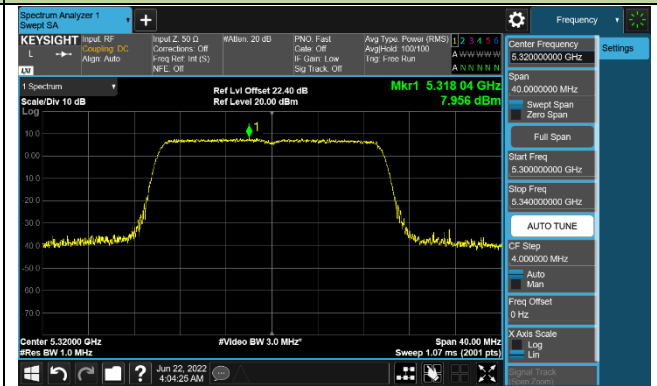 Spectrum Analyzer 1
Swept SA
Frequency
KEYSIGHT
L
LXI
Input: RF
Coupling: DC
Align: Auto
Input Z: 50 Ω
Corrections: Off
Freq Ref: Int (S)
NFE: Off
#Atten: 20 dB
PNO: Fast
Gate: Off
IF Gain: Low
Sig Track: Off
Avg Type: Power (RMS)
Avg|Hold: 100/100
Trig: Free Run
1 2 3 4 5 6
A W W W W W
A N N N N N
Center Frequency
5.320000000 GHz
Settings
Span
40.0000000 MHz
Swept Span
Zero Span
Full Span
Start Freq
5.300000000 GHz
Stop Freq
5.340000000 GHz
AUTO TUNE
CF Step
4.000000 MHz
Auto
Man
Freq Offset
0 Hz
X Axis Scale
Log
Lin
Signal Track
(Span Zoom)
1 Spectrum
Scale/Div 10 dB
Log
Ref Lvl Offset 22.40 dB
Ref Level 20.00 dBm
Mkr1 5.318 04 GHz
7.956 dBm
1
10.0
0.00
-10.0
-20.0
-30.0
-40.0
-50.0
-60.0
-70.0
Center 5.32000 GHz
#Res BW 1.0 MHz
#Video BW 3.0 MHz*
Span 40.00 MHz
Sweep 1.07 ms (2001 pts)
Jun 22, 2022
4:04:25 AM